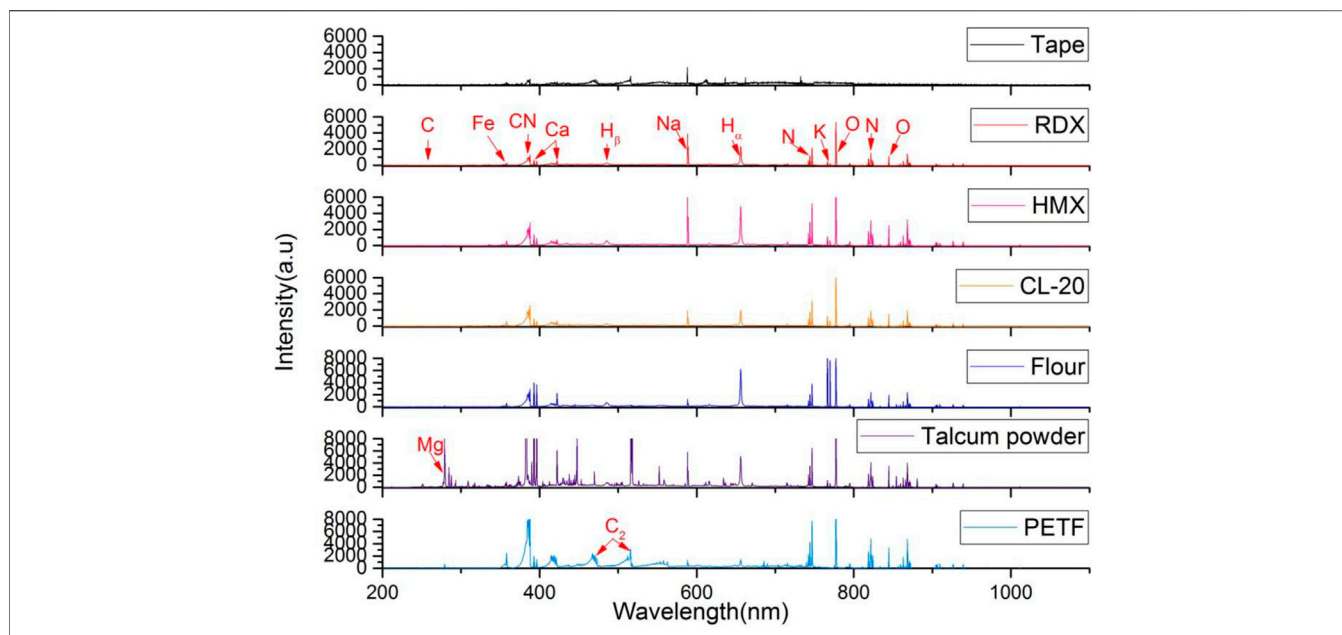 6000
4000
2000
0
Tape
6000
4000
2000
0
RDX
C
Fe
CN
Ca
Hβ
Na
Hα
N
K
O
N
O
6000
4000
2000
0
HMX
6000
4000
2000
0
CL-20
8000
6000
4000
2000
0
Flour
8000
6000
4000
2000
0
Talcum powder
Mg
8000
6000
4000
2000
0
PETF
C2
200
400
600
800
1000
Wavelength(nm)
Intensity(a.u)